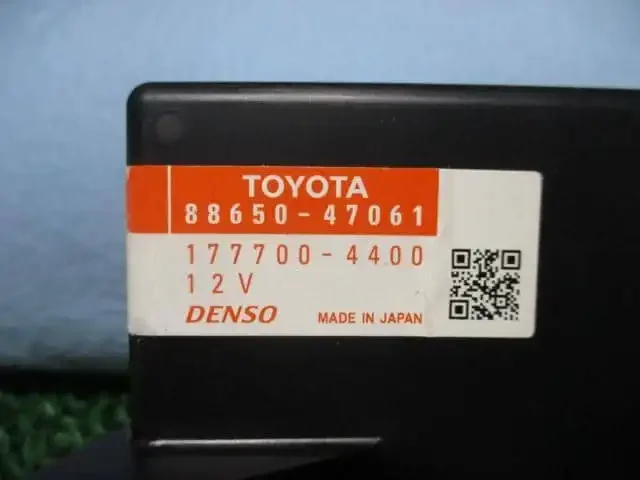 TOYOTA
88650-47061
177700-4400
12V
DENSO MADE IN JAPAN